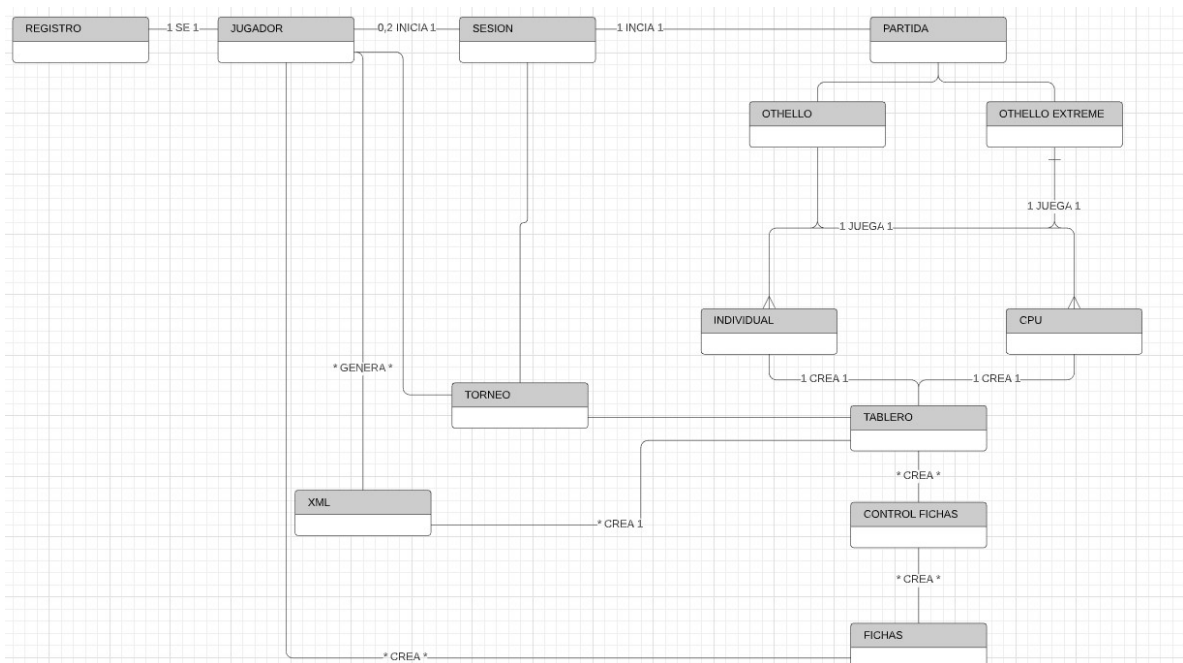 REGISTRO
1 SE 1
JUGADOR
0,2 INICIA 1
SESION
1 INCIA 1
PARTIDA
OTHELLO
OTHELLO EXTREME
1 JUEGA 1
1 JUEGA 1
INDIVIDUAL
CPU
* GENERA *
1 CREA 1
1 CREA 1
TORNEO
TABLERO
* CREA *
XML
CONTROL FICHAS
* CREA 1
* CREA *
FICHAS
* CREA *